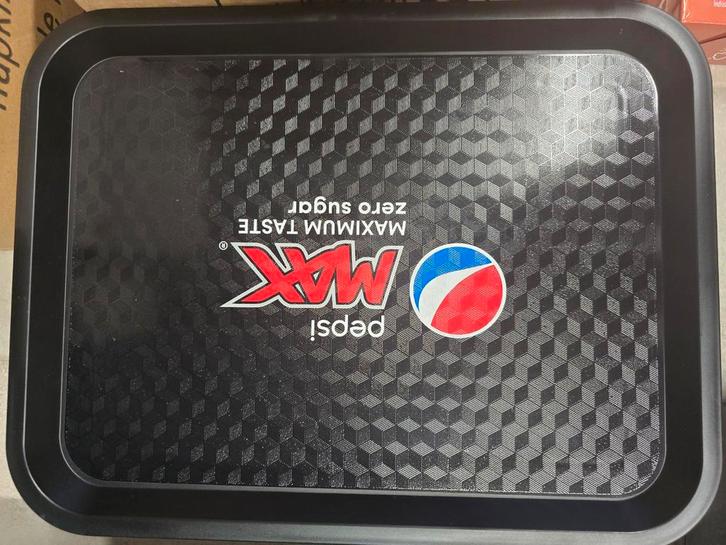 pepsi
MAX®
MAXIMUM TASTE
zero sugar